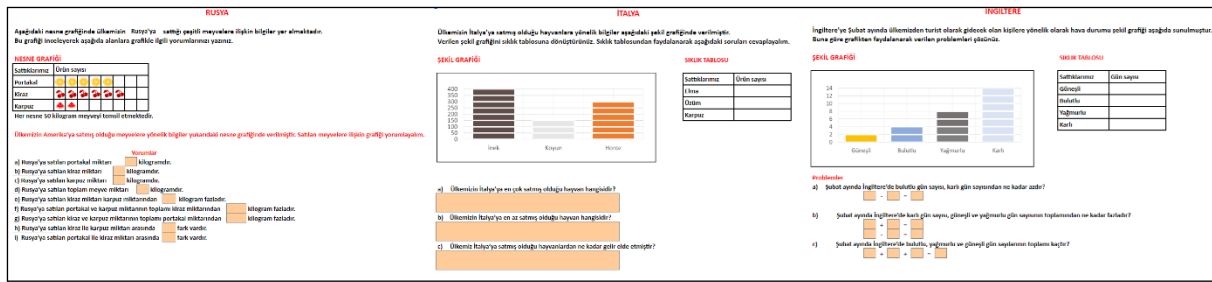 RUSYA
Aşağıdaki nesne grafiğinde ülkemizin Rusya'ya sattığı çeşitli meyvelere ilişkin bilgiler yer almaktadır.
Bu grafiği inceleyerek aşağıda alanlara grafikle ilgili yorumlarınızı yazınız.
NESNE GRAFİĞİ
Sattıklarımız Ürün sayısı
Portakal
Kiraz
Karpuz
Her nesne 50 kilogram meyveyi temsil etmektedir.
Ülkemizin Amerika'ya satmış olduğu meyvelere yönelik bilgiler yukarıdaki nesne grafiğinde verilmiştir. Satılan meyvelere ilişkin grafiği yorumlayalım.
Yorumlar
a) Rusya'ya satılan portakal miktarı kilogramdır.
b) Rusya'ya satılan kiraz miktarı kilogramdır.
c) Rusya'ya satılan karpuz miktarı kilogramdır.
d) Rusya'ya satılan toplam meyve miktarı kilogramdır.
e) Rusya'ya satılan kiraz miktarı karpuz miktarından kilogram fazladır.
f) Rusya'ya satılan portakal ve karpuz miktarının toplamı kiraz miktarından kilogram fazladır.
g) Rusya'ya satılan kiraz ve karpuz miktarının toplamı portakal miktarından kilogram fazladır.
h) Rusya'ya satılan kiraz ile karpuz miktarı arasında fark vardır.
i) Rusya'ya satılan portakal ile kiraz miktarı arasında fark vardır.
İTALYA
Ülkemizin İtalya'ya satmış olduğu hayvanlara yönelik bilgiler aşağıdaki şekil grafiğinde verilmiştir.
Verilen şekil grafiğini sıklık tablosuna dönüştürünüz. Sıklık tablosundan faydalanarak aşağıdaki soruları cevaplayalım.
ŞEKİL GRAFİĞİ
400
350
300
250
200
150
100
50
0
İnek Koyun Horoz
SIKLIK TABLOSU
Sattıklarımız Ürün sayısı
Elma
Üzüm
Karpuz
a) Ülkemizin İtalya'ya en çok satmış olduğu hayvan hangisidir?
b) Ülkemizin İtalya'ya en az satmış olduğu hayvan hangisidir?
c) Ülkemiz İtalya'ya satmış olduğu hayvanlardan ne kadar gelir elde etmiştir?
İNGİLTERE
İngiltere'ye Şubat ayında ülkemizden turist olarak gidecek olan kişilere yönelik olarak hava durumu şekil grafiği aşağıda sunulmuştur.
Buna göre grafikten faydalanarak verilen problemleri çözünüz.
ŞEKİL GRAFİĞİ
14
12
10
8
6
4
2
0
Güneşli Bulutlu Yağmurlu Karlı
SIKLIK TABLOSU
Sattıklarımız Gün sayısı
Güneşli
Bulutlu
Yağmurlu
Karlı
Problemler
a) Şubat ayında İngiltere'de bulutlu gün sayısı, karlı gün sayısından ne kadar azdır?
- =
b) Şubat ayında İngiltere'de karlı gün sayısı, güneşli ve yağmurlu gün sayısının toplamından ne kadar fazladır?
+ =
- =
c) Şubat ayında İngiltere'de bulutlu, yağmurlu ve güneşli gün sayılarının toplamı kaçtır?
+ + =